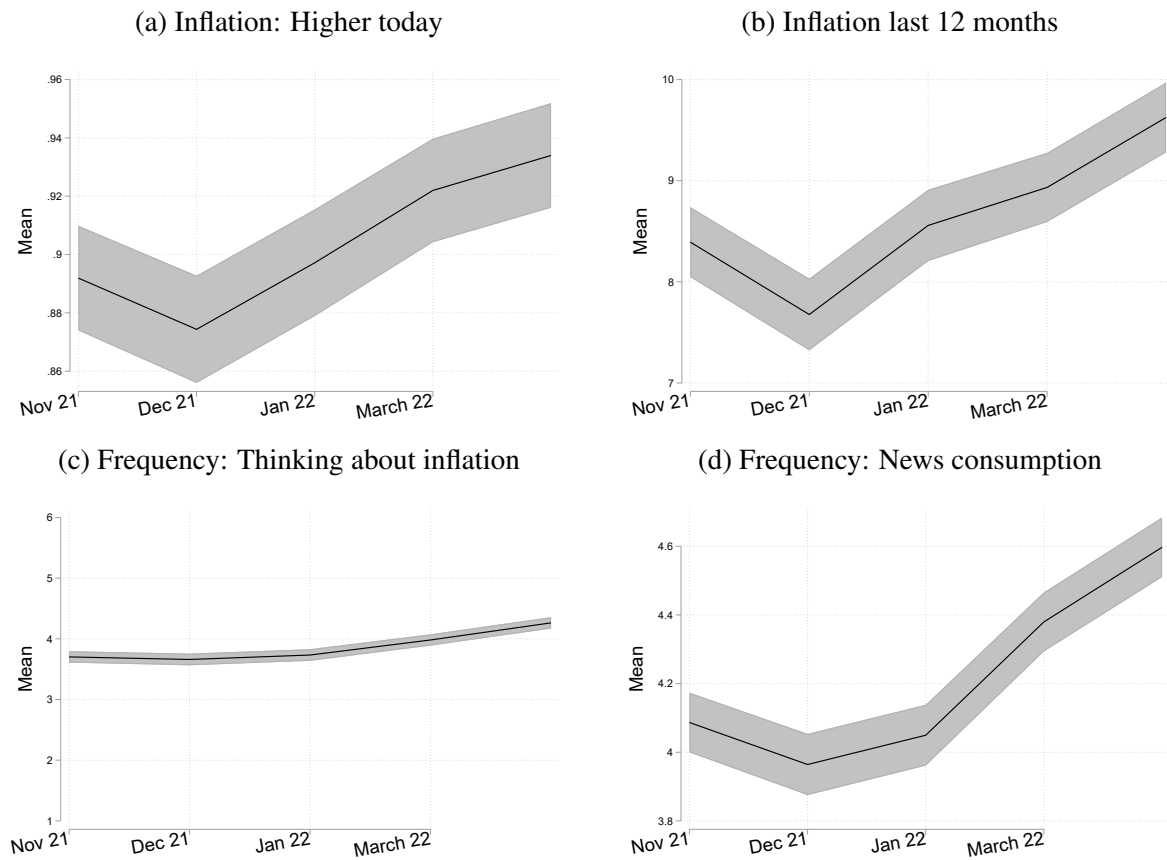 (a) Inflation: Higher today
Mean
.96
.94
.92
.9
.88
.86
Nov 21 Dec 21 Jan 22 March 22
(b) Inflation last 12 months
Mean
10
9
8
7
Nov 21 Dec 21 Jan 22 March 22
(c) Frequency: Thinking about inflation
Mean
6
5
4
3
2
1
Nov 21 Dec 21 Jan 22 March 22
(d) Frequency: News consumption
Mean
4.6
4.4
4.2
4
3.8
Nov 21 Dec 21 Jan 22 March 22